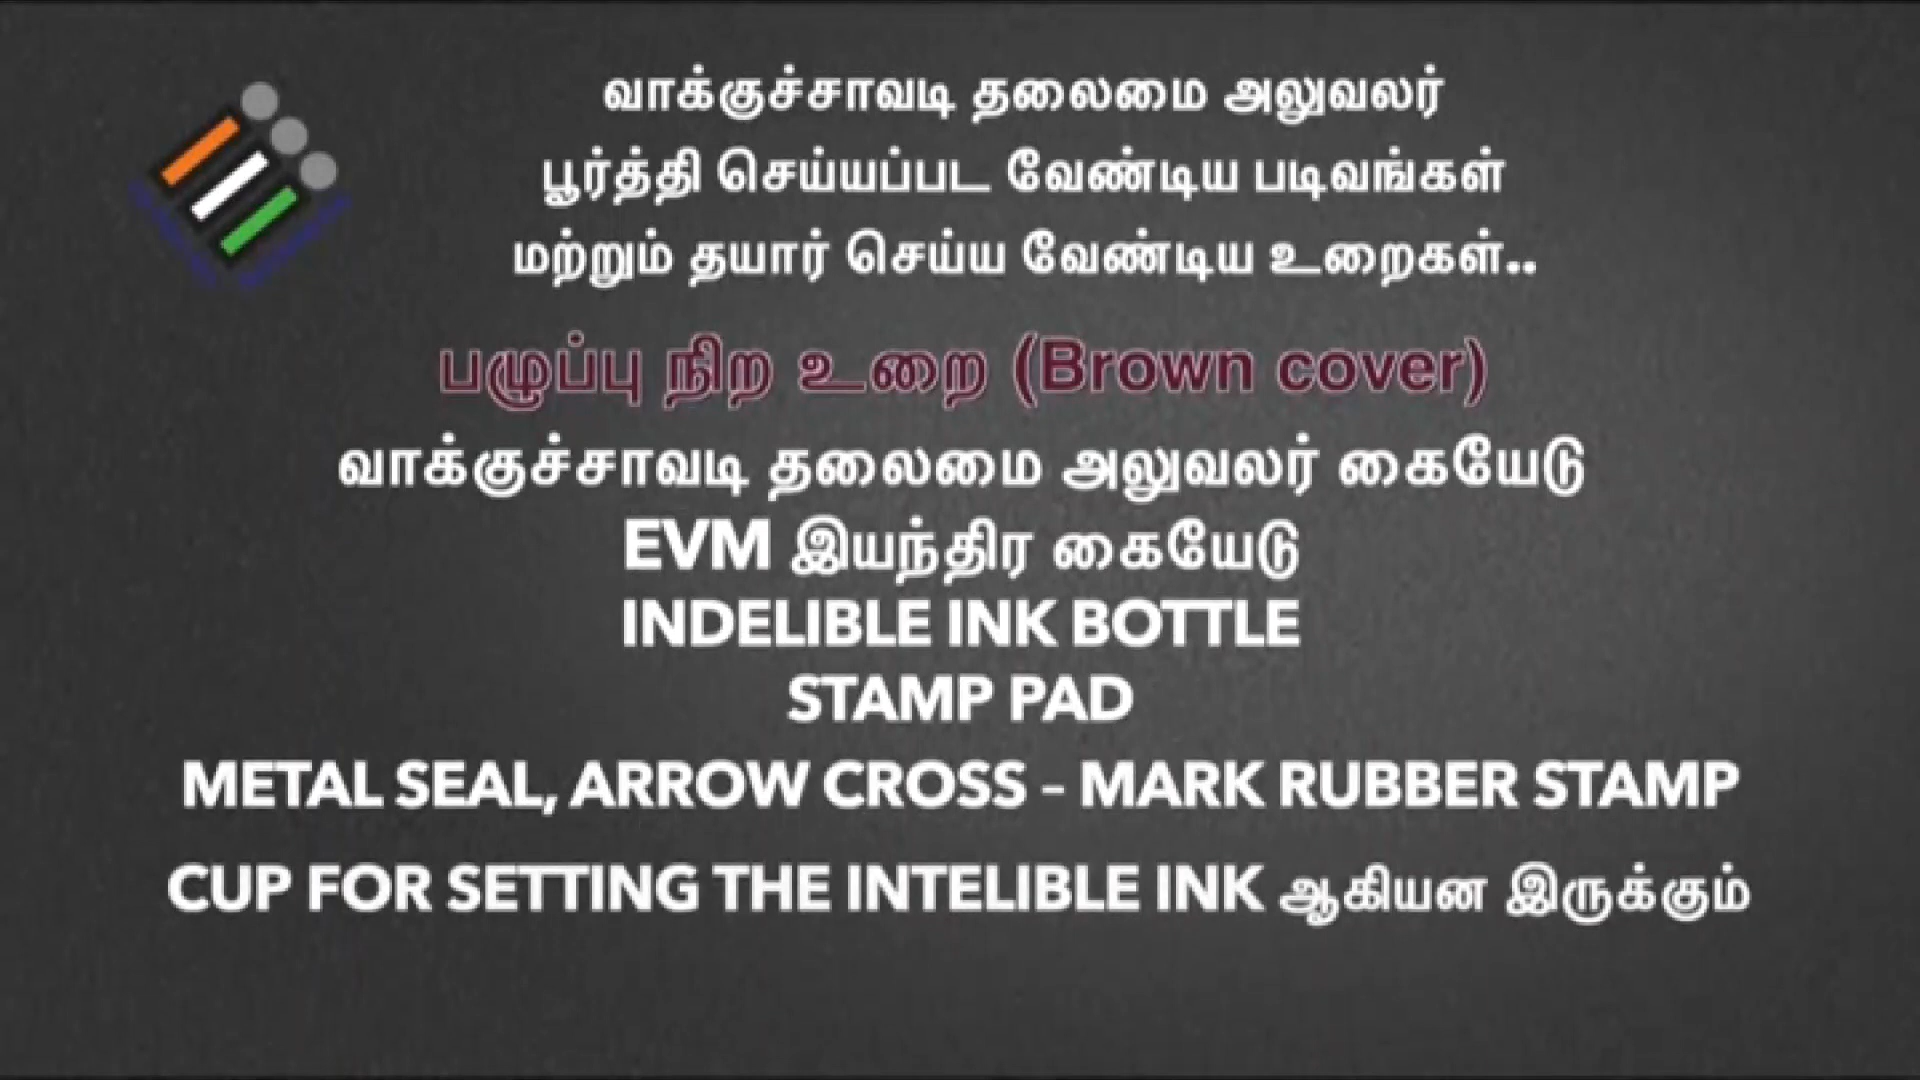 வாக்குச்சாவடி தலைமை அலுவலர்
பூர்த்தி செய்யப்பட வேண்டிய படிவங்கள்
மற்றும் தயார் செய்ய வேண்டிய உறைகள்..
பழுப்பு நிற உறை (Brown cover)
வாக்குச்சாவடி தலைமை அலுவலர் கையேடு
EVM இயந்திர கையேடு
INDELIBLE INK BOTTLE
STAMP PAD
METAL SEAL, ARROW CROSS – MARK RUBBER STAMP
CUP FOR SETTING THE INTELIBLE INK ஆகியன இருக்கும்